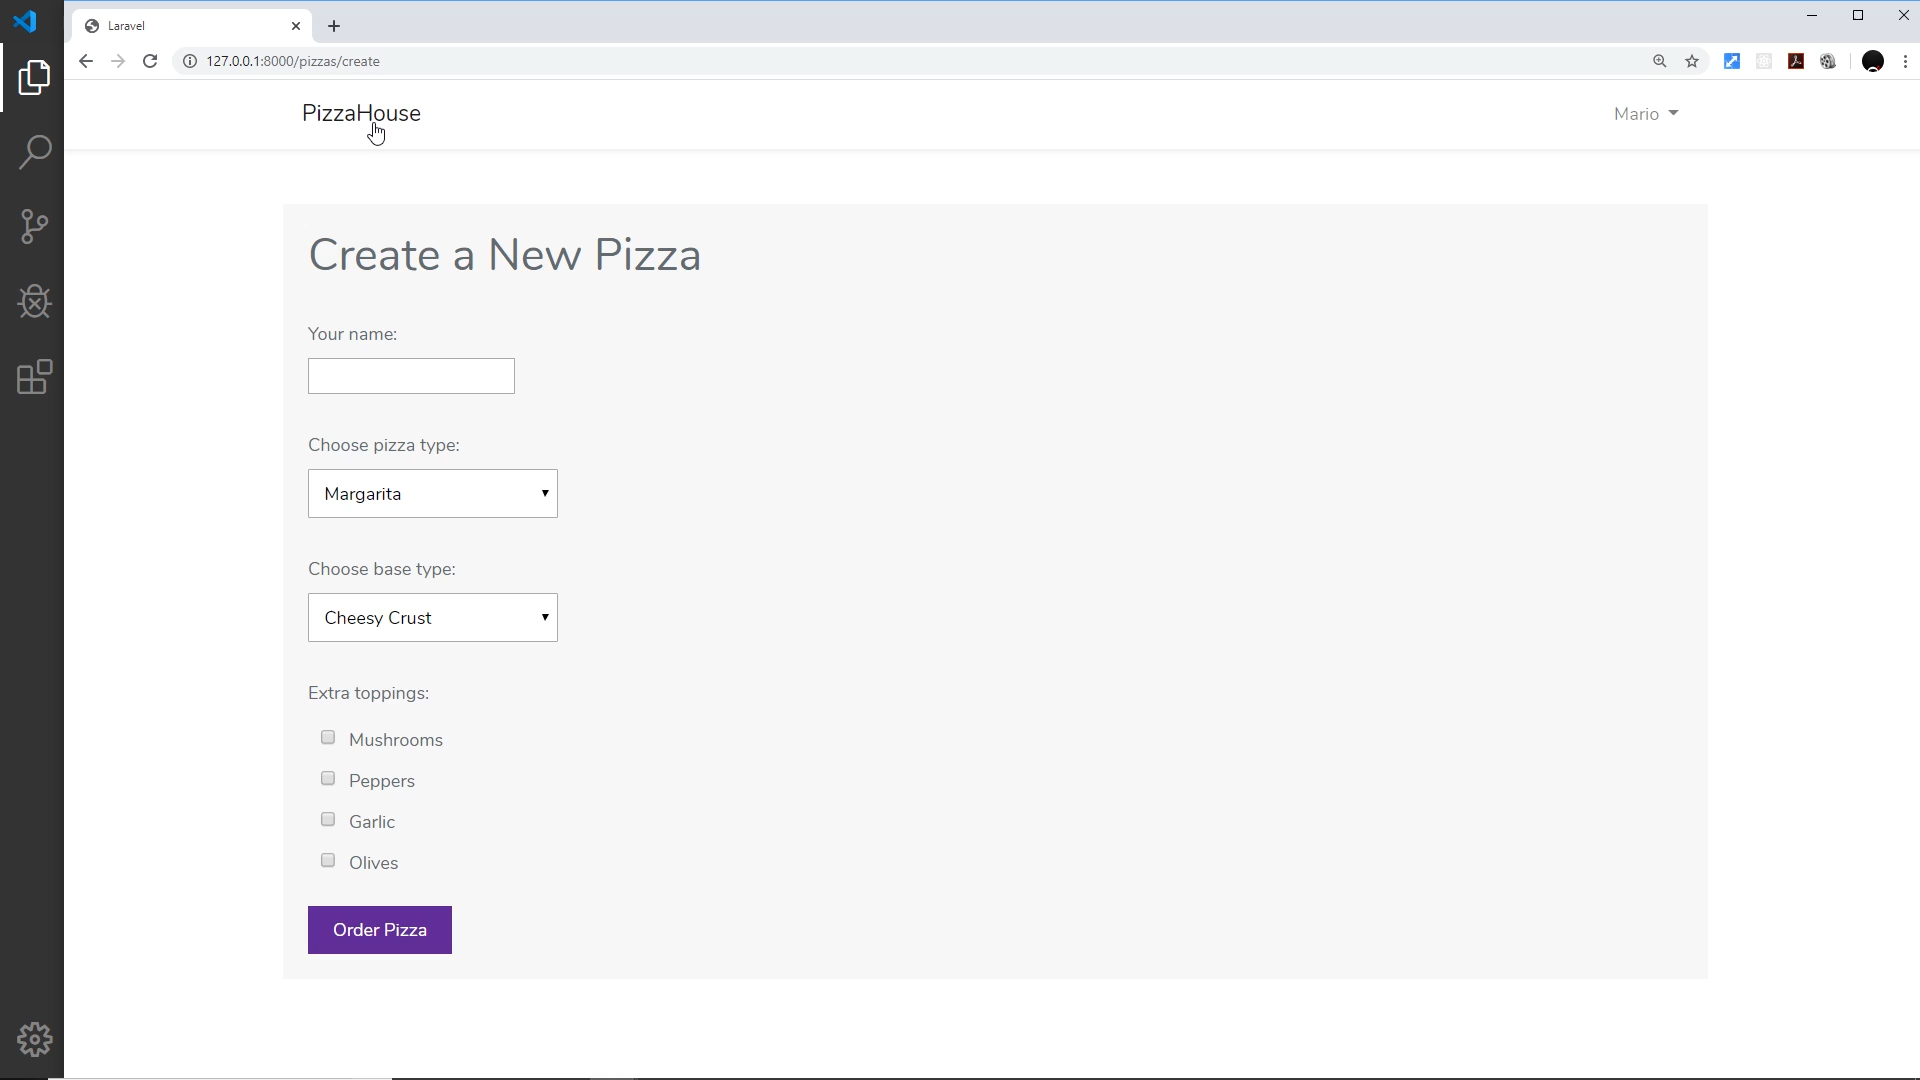 Laravel
127.0.0.1:8000/pizzas/create
PizzaHouse
Mario
Create a New Pizza
Your name:
Choose pizza type:
Margarita
Choose base type:
Cheesy Crust
Extra toppings:
Mushrooms
Peppers
Garlic
Olives
Order Pizza